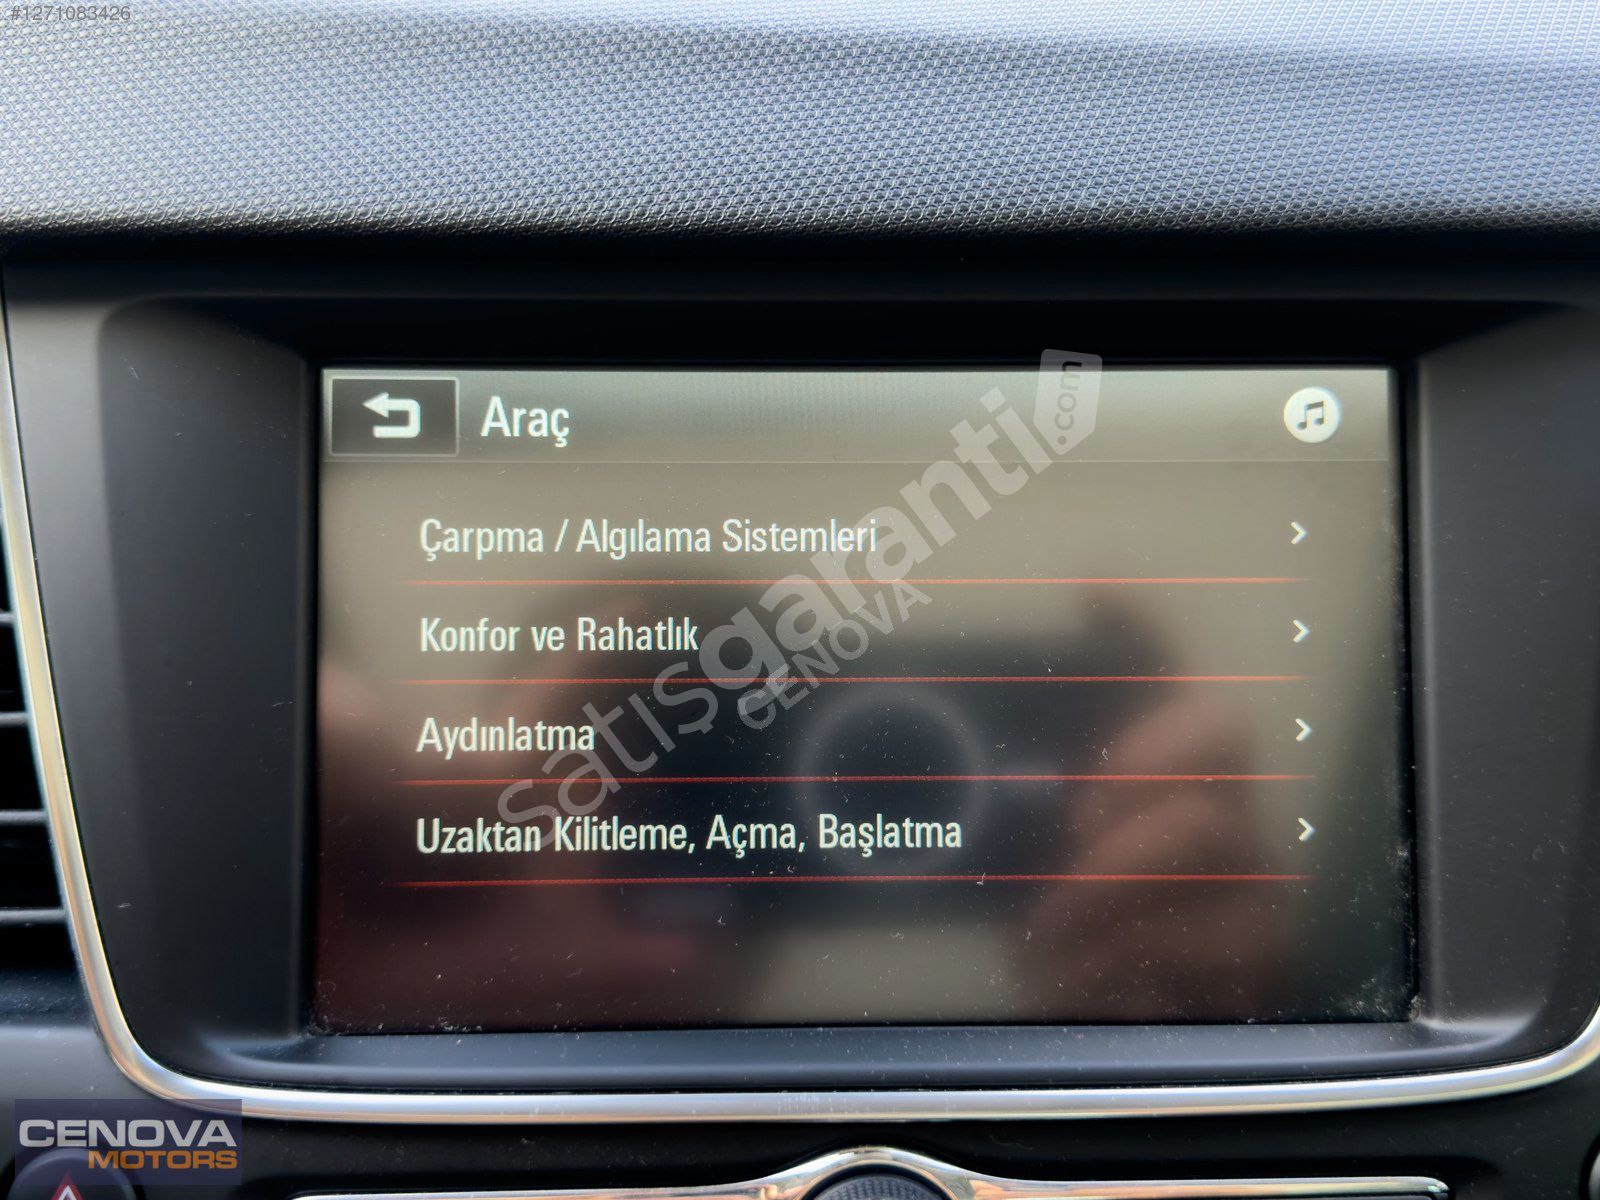 #1271083426
Araç
Çarpma / Algılama Sistemleri
Konfor ve Rahatlık
Aydınlatma
Uzaktan Kilitleme, Açma, Başlatma
satışgaranti.com
CENOVA
CENOVA
MOTORS